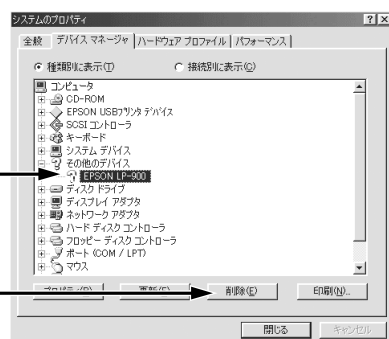 システムのプロパティ
全般 デバイス マネージャ ハードウェア プロファイル パフォーマンス
種類別に表示(T) 接続別に表示(C)
コンピュータ
CD-ROM
EPSON USBプリンタ デバイス
SCSI コントローラ
キーボード
システム デバイス
その他のデバイス
EPSON LP-900
ディスク ドライブ
ディスプレイ アダプタ
ネットワーク アダプタ
ハード ディスク コントローラ
フロッピー ディスク コントローラ
ポート (COM / LPT)
マウス
プロパティ(R) 更新(F) 削除(E) 印刷(N)...
閉じる キャンセル